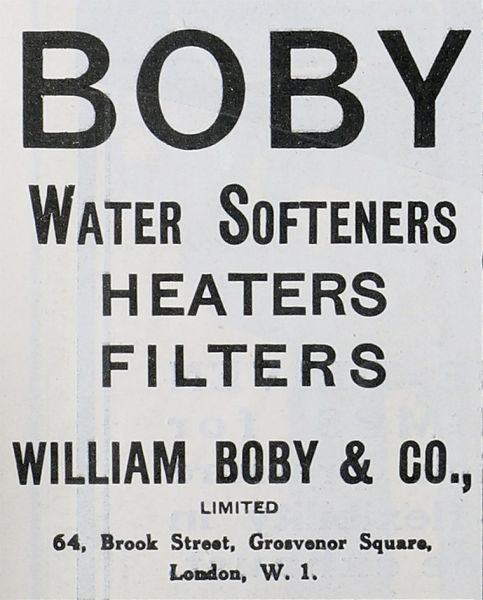 BOBY
WATER SOFTENERS
HEATERS
FILTERS
WILLIAM BOBY & CO.,
LIMITED
64, Brook Street, Grosvenor Square,
London, W. 1.